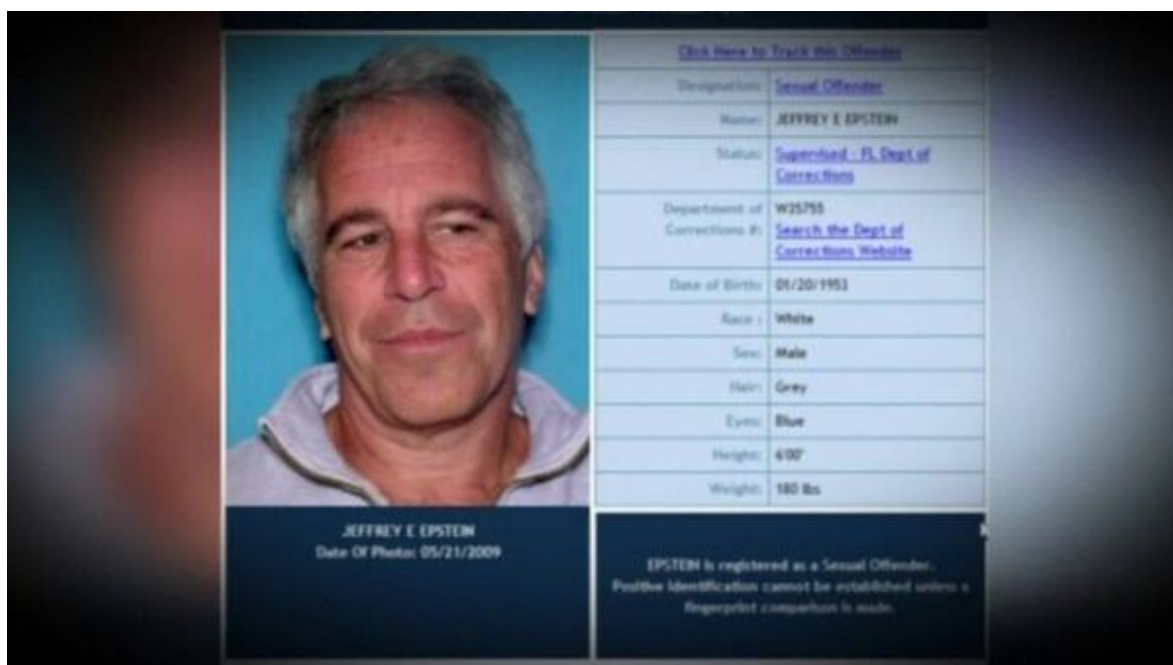 Click Here to Track this Offender
Designation: Sexual Offender
Name: JEFFREY E EPSTEIN
Status: Supervised - FL Dept of
Corrections
Department of W35755
Corrections #: Search the Dept of
Corrections Website
Date of Birth: 01/20/1953
Race : White
Sex: Male
Hair: Grey
Eyes: Blue
Height: 6'00"
Weight: 180 lbs
JEFFREY E EPSTEIN
Date Of Photo: 05/21/2009
EPSTEIN is registered as a Sexual Offender.
Positive Identification cannot be established unless a
fingerprint comparison is made.